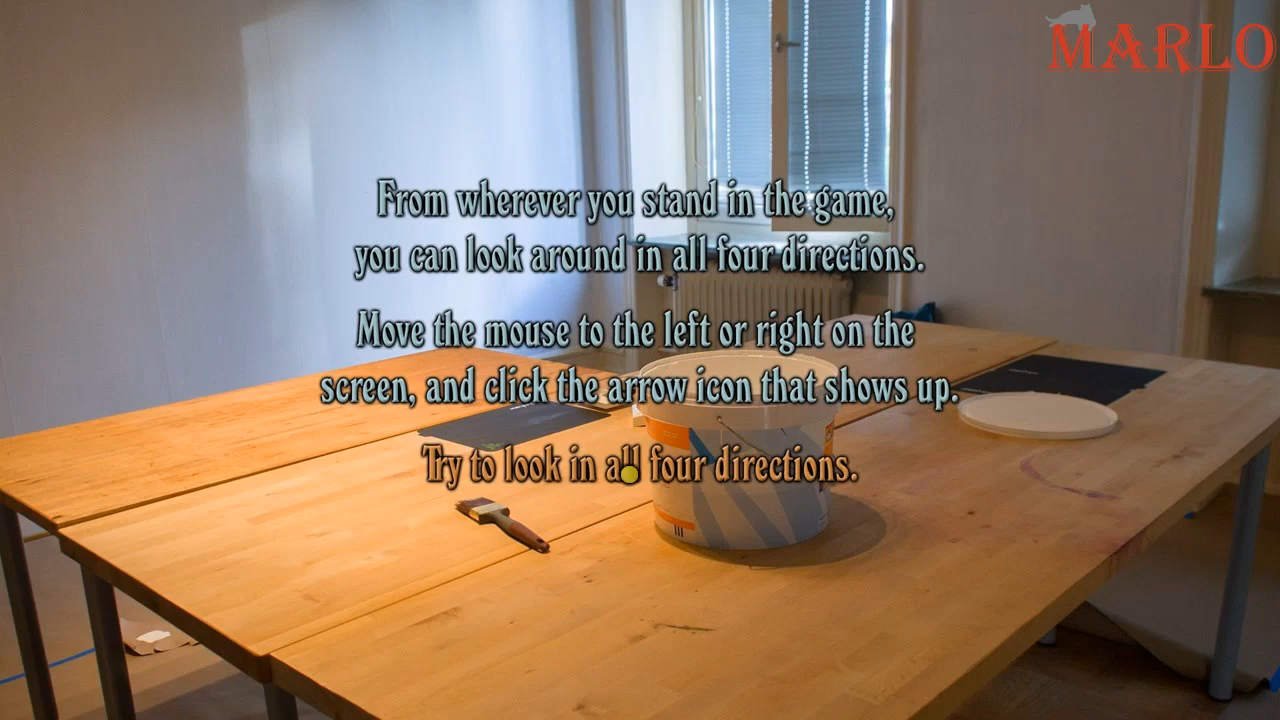 MARLO
From wherever you stand in the game,
you can look around in all four directions.
Move the mouse to the left or right on the
screen, and click the arrow icon that shows up.
Try to look in all four directions.